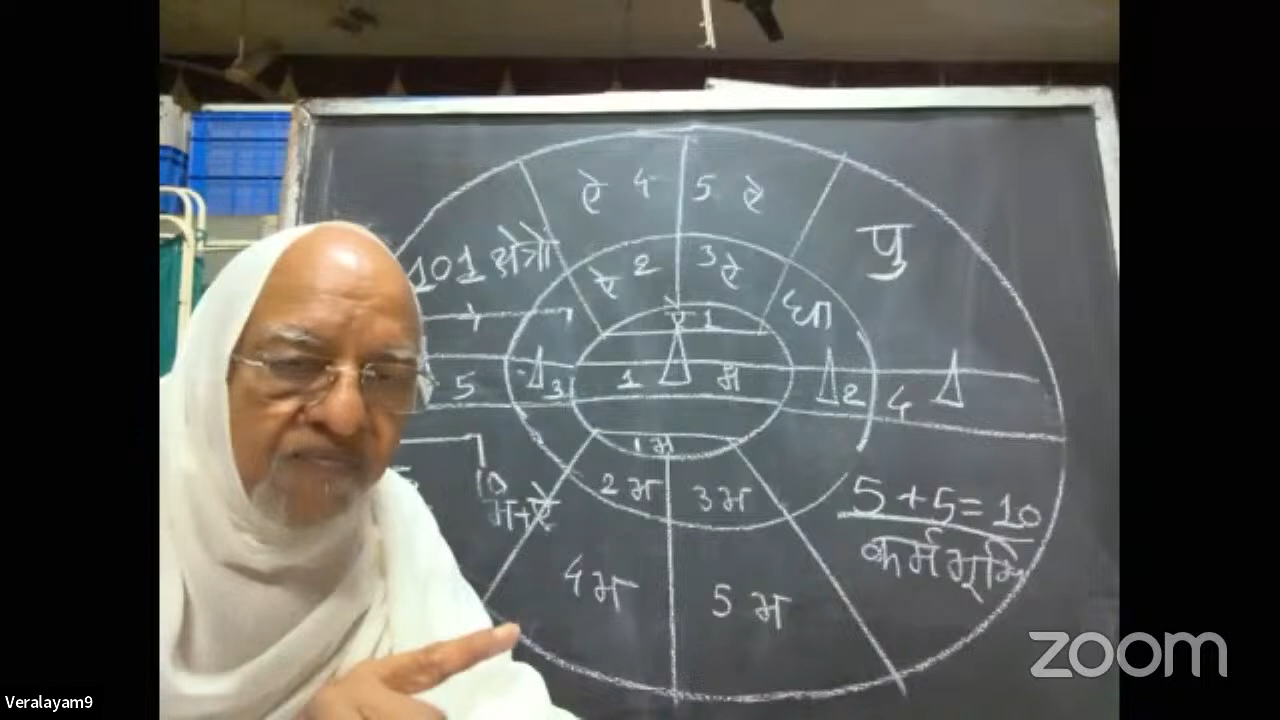 ऐ 4 5 ऐ
पु
101 क्षेत्रों
ऐ 2 3 ऐ
धा
ऐ 1
5 3 1 म 2 4
1 भ
2 भ 3 भ
10
भ+ऐ
5+5=10
कर्मभूमि
4 भ 5 भ
zoom
Veralayam9